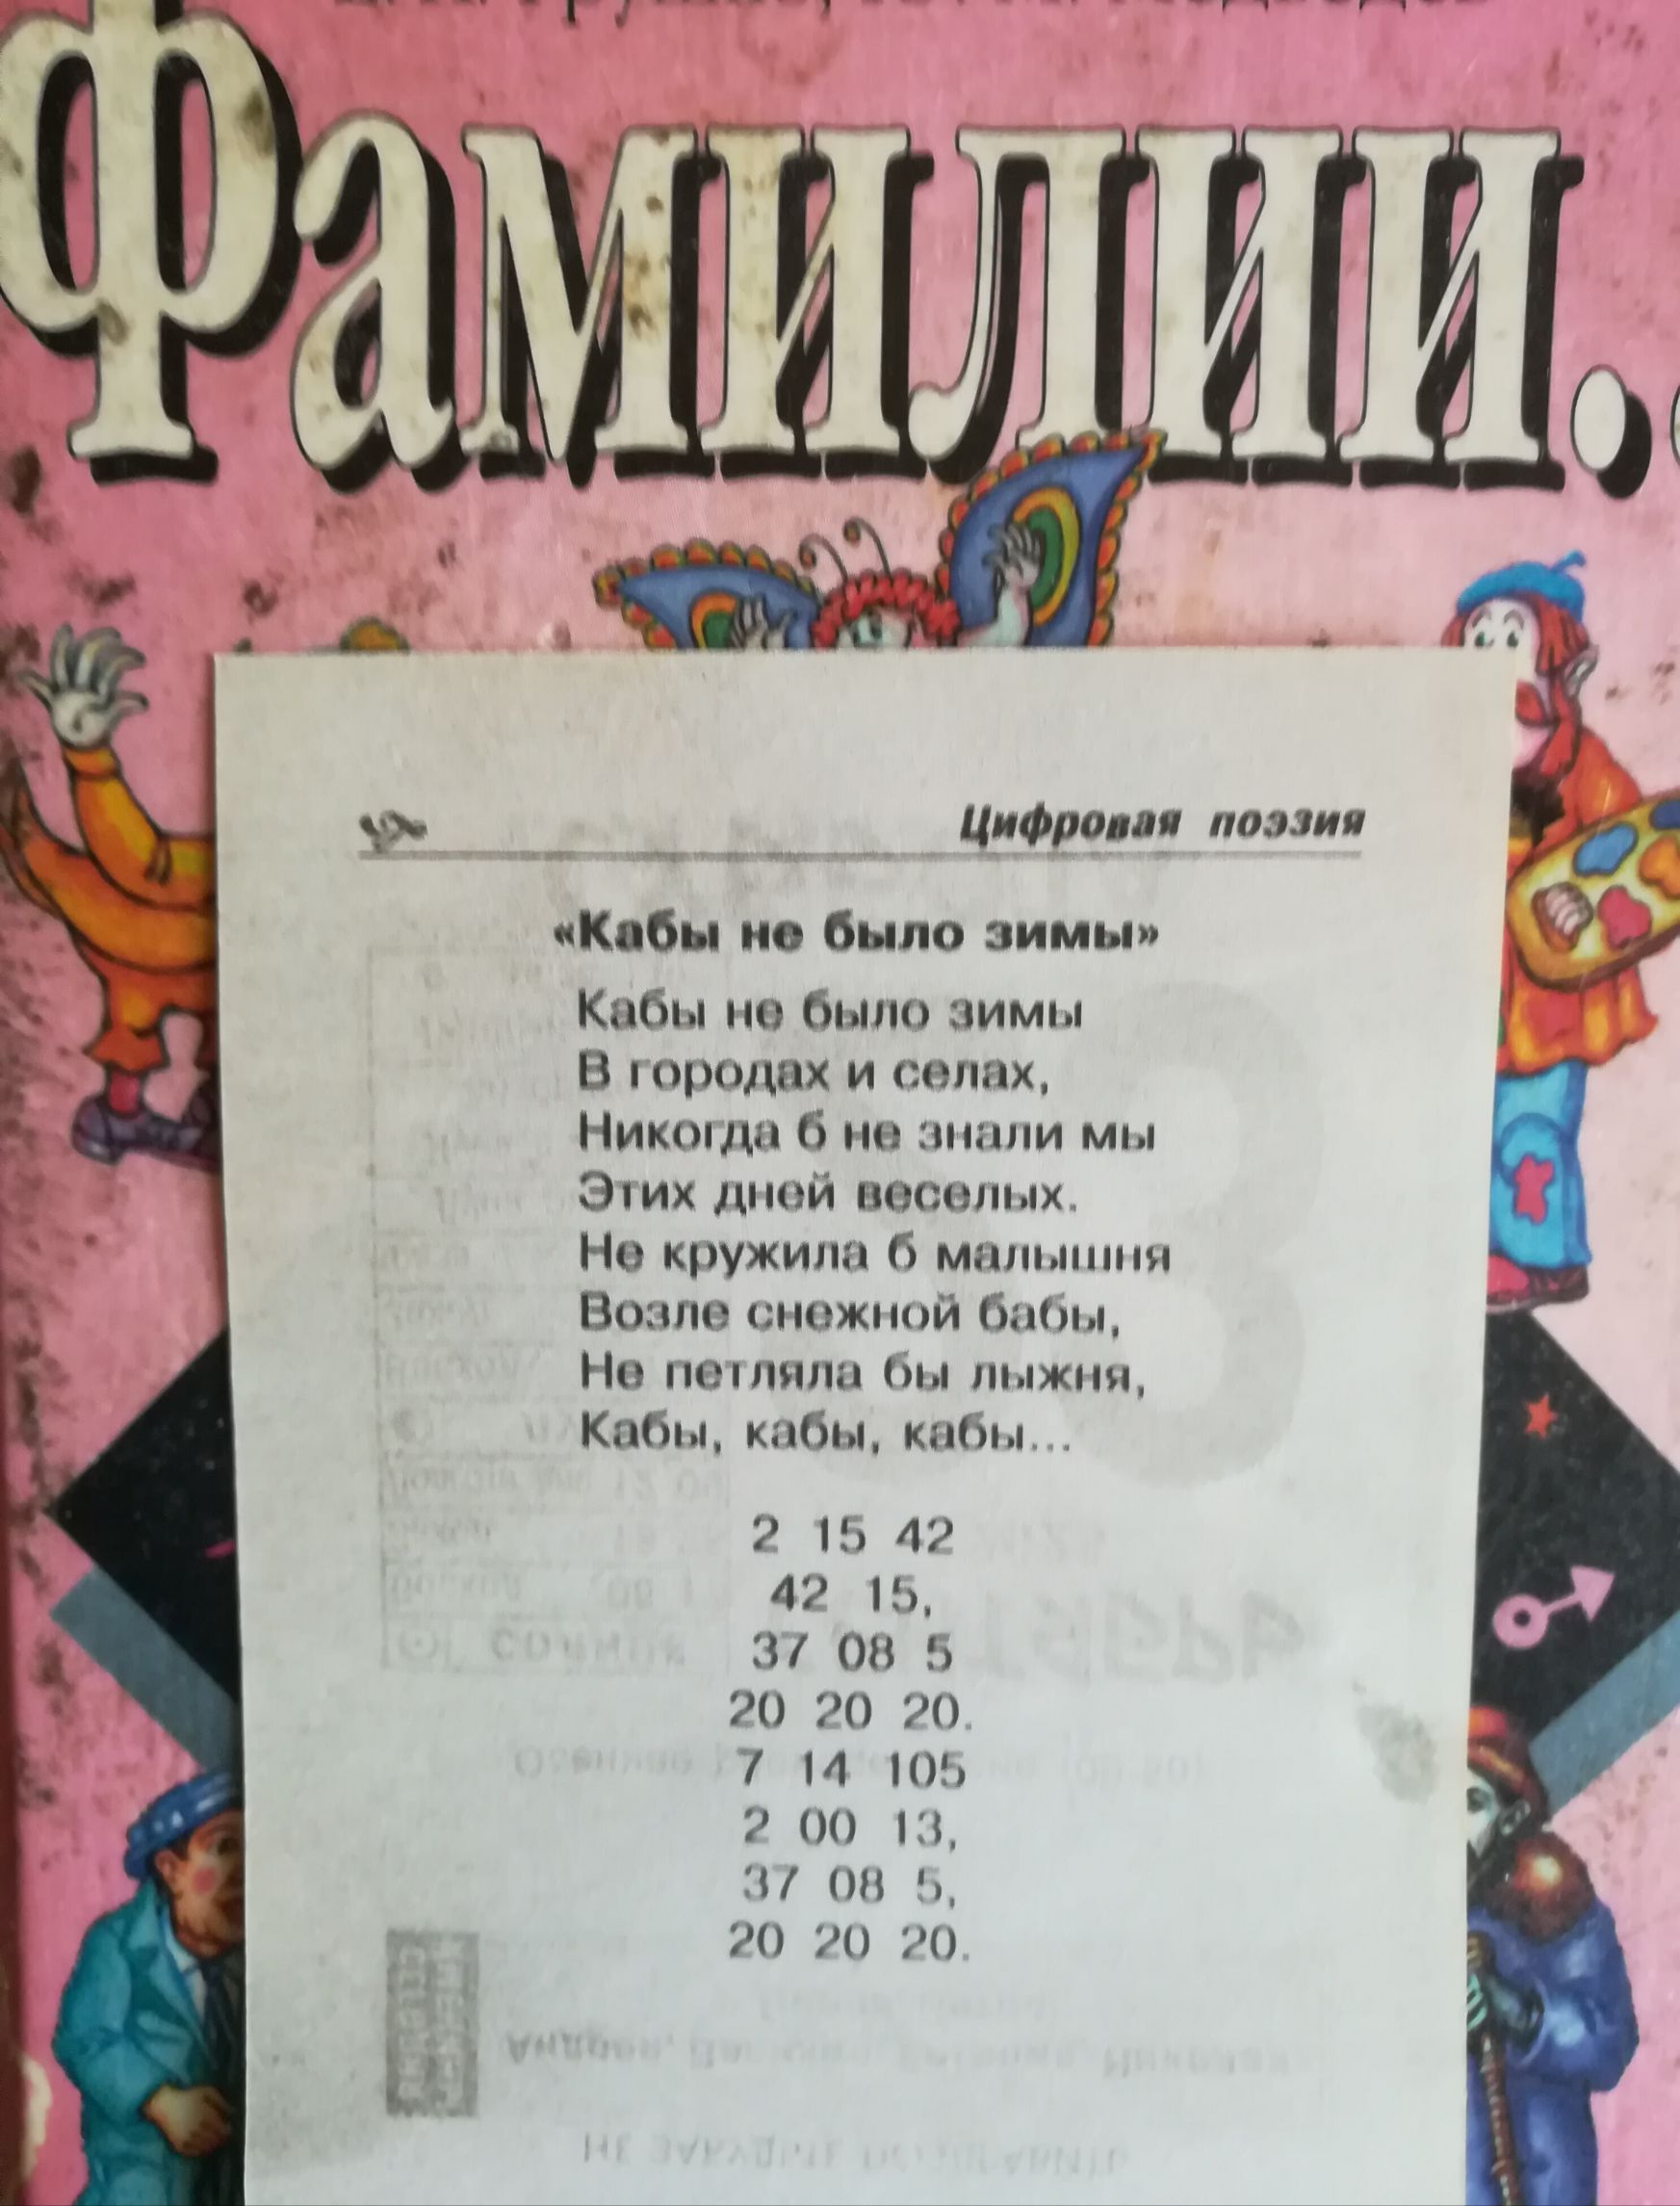 Фамилии.
Цифровая поэзия
«Кабы не было зимы»
Кабы не было зимы
В городах и селах,
Никогда б не знали мы
Этих дней веселых.
Не кружила б малышня
Возле снежной бабы,
Не петляла бы лыжня,
Кабы, кабы, кабы...
2 15 42
42 15,
37 08 5
20 20 20.
7 14 105
2 00 13,
37 08 5,
20 20 20.